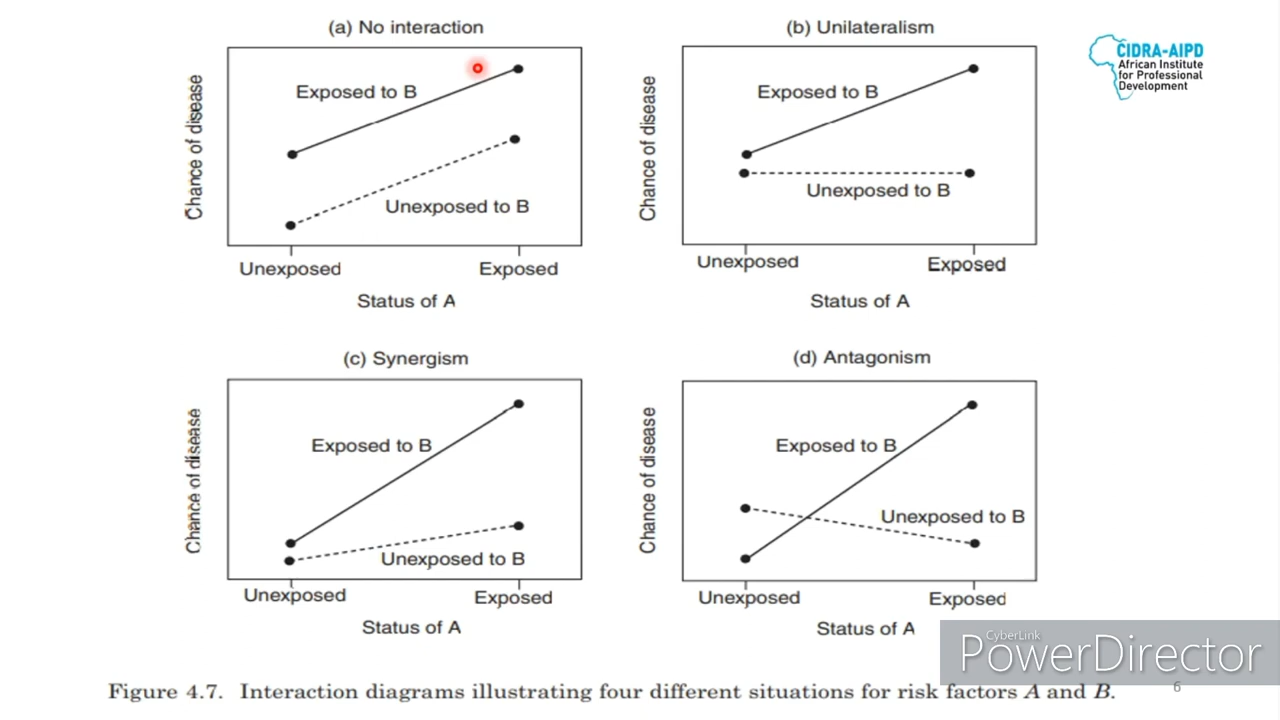 (a) No interaction
Chance of disease
Exposed to B
Unexposed to B
Unexposed
Exposed
Status of A
(b) Unilateralism
Chance of disease
Exposed to B
Unexposed to B
Unexposed
Exposed
Status of A
CIDRA-AIPD
African Institute
for Professional
Development
(c) Synergism
Chance of disease
Exposed to B
Unexposed to B
Unexposed
Exposed
Status of A
(d) Antagonism
Chance of disease
Exposed to B
Unexposed to B
Unexposed
Exposed
Status of A
CyberLink
PowerDirector
Figure 4.7. Interaction diagrams illustrating four different situations for risk factors A and B.
6